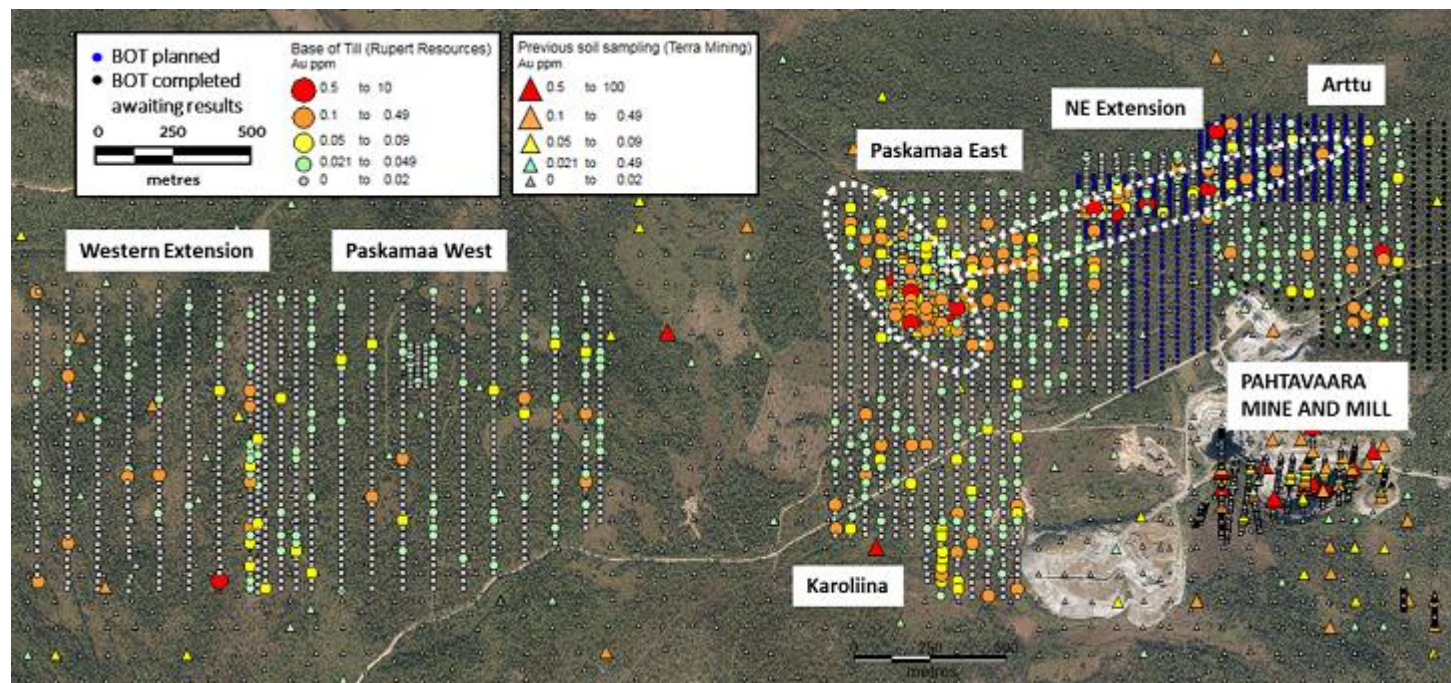 BOT planned
BOT completed
awaiting results
0 250 500
metres
Base of Till (Rupert Resources)
Au ppm
0.5 to 10
0.1 to 0.49
0.05 to 0.09
0.021 to 0.049
0 to 0.02
Previous soil sampling (Terra Mining)
Au ppm
0.5 to 100
0.1 to 0.49
0.05 to 0.09
0.021 to 0.49
0 to 0.02
Arttu
NE Extension
Paskamaa East
Western Extension
Paskamaa West
PAHTAVAARA
MINE AND MILL
Karoliina
metres